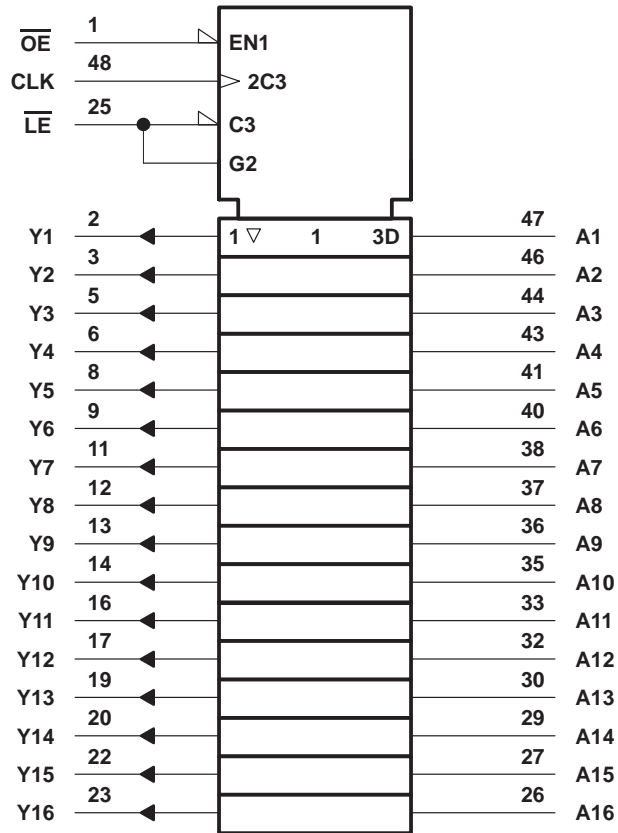 1
O̅E̅ EN1
48
CLK 2C3
25
L̅E̅ C3
G2
2 47
Y1 1 ▽ 1 3D A1
3 46
Y2 A2
5 44
Y3 A3
6 43
Y4 A4
8 41
Y5 A5
9 40
Y6 A6
11 38
Y7 A7
12 37
Y8 A8
13 36
Y9 A9
14 35
Y10 A10
16 33
Y11 A11
17 32
Y12 A12
19 30
Y13 A13
20 29
Y14 A14
22 27
Y15 A15
23 26
Y16 A16